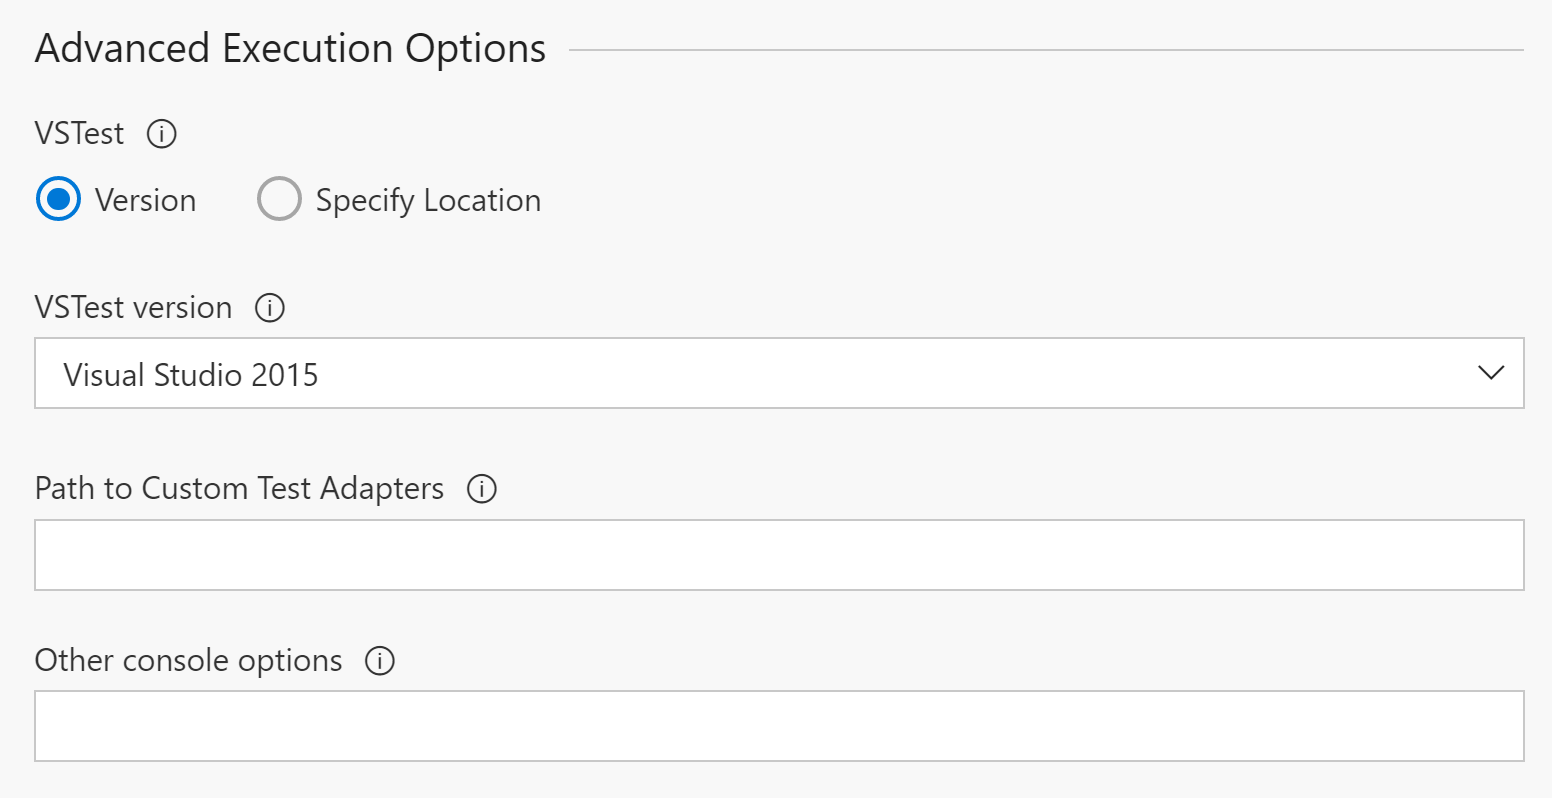 Advanced Execution Options
VSTest
Version Specify Location
VSTest version
Visual Studio 2015
Path to Custom Test Adapters
Other console options